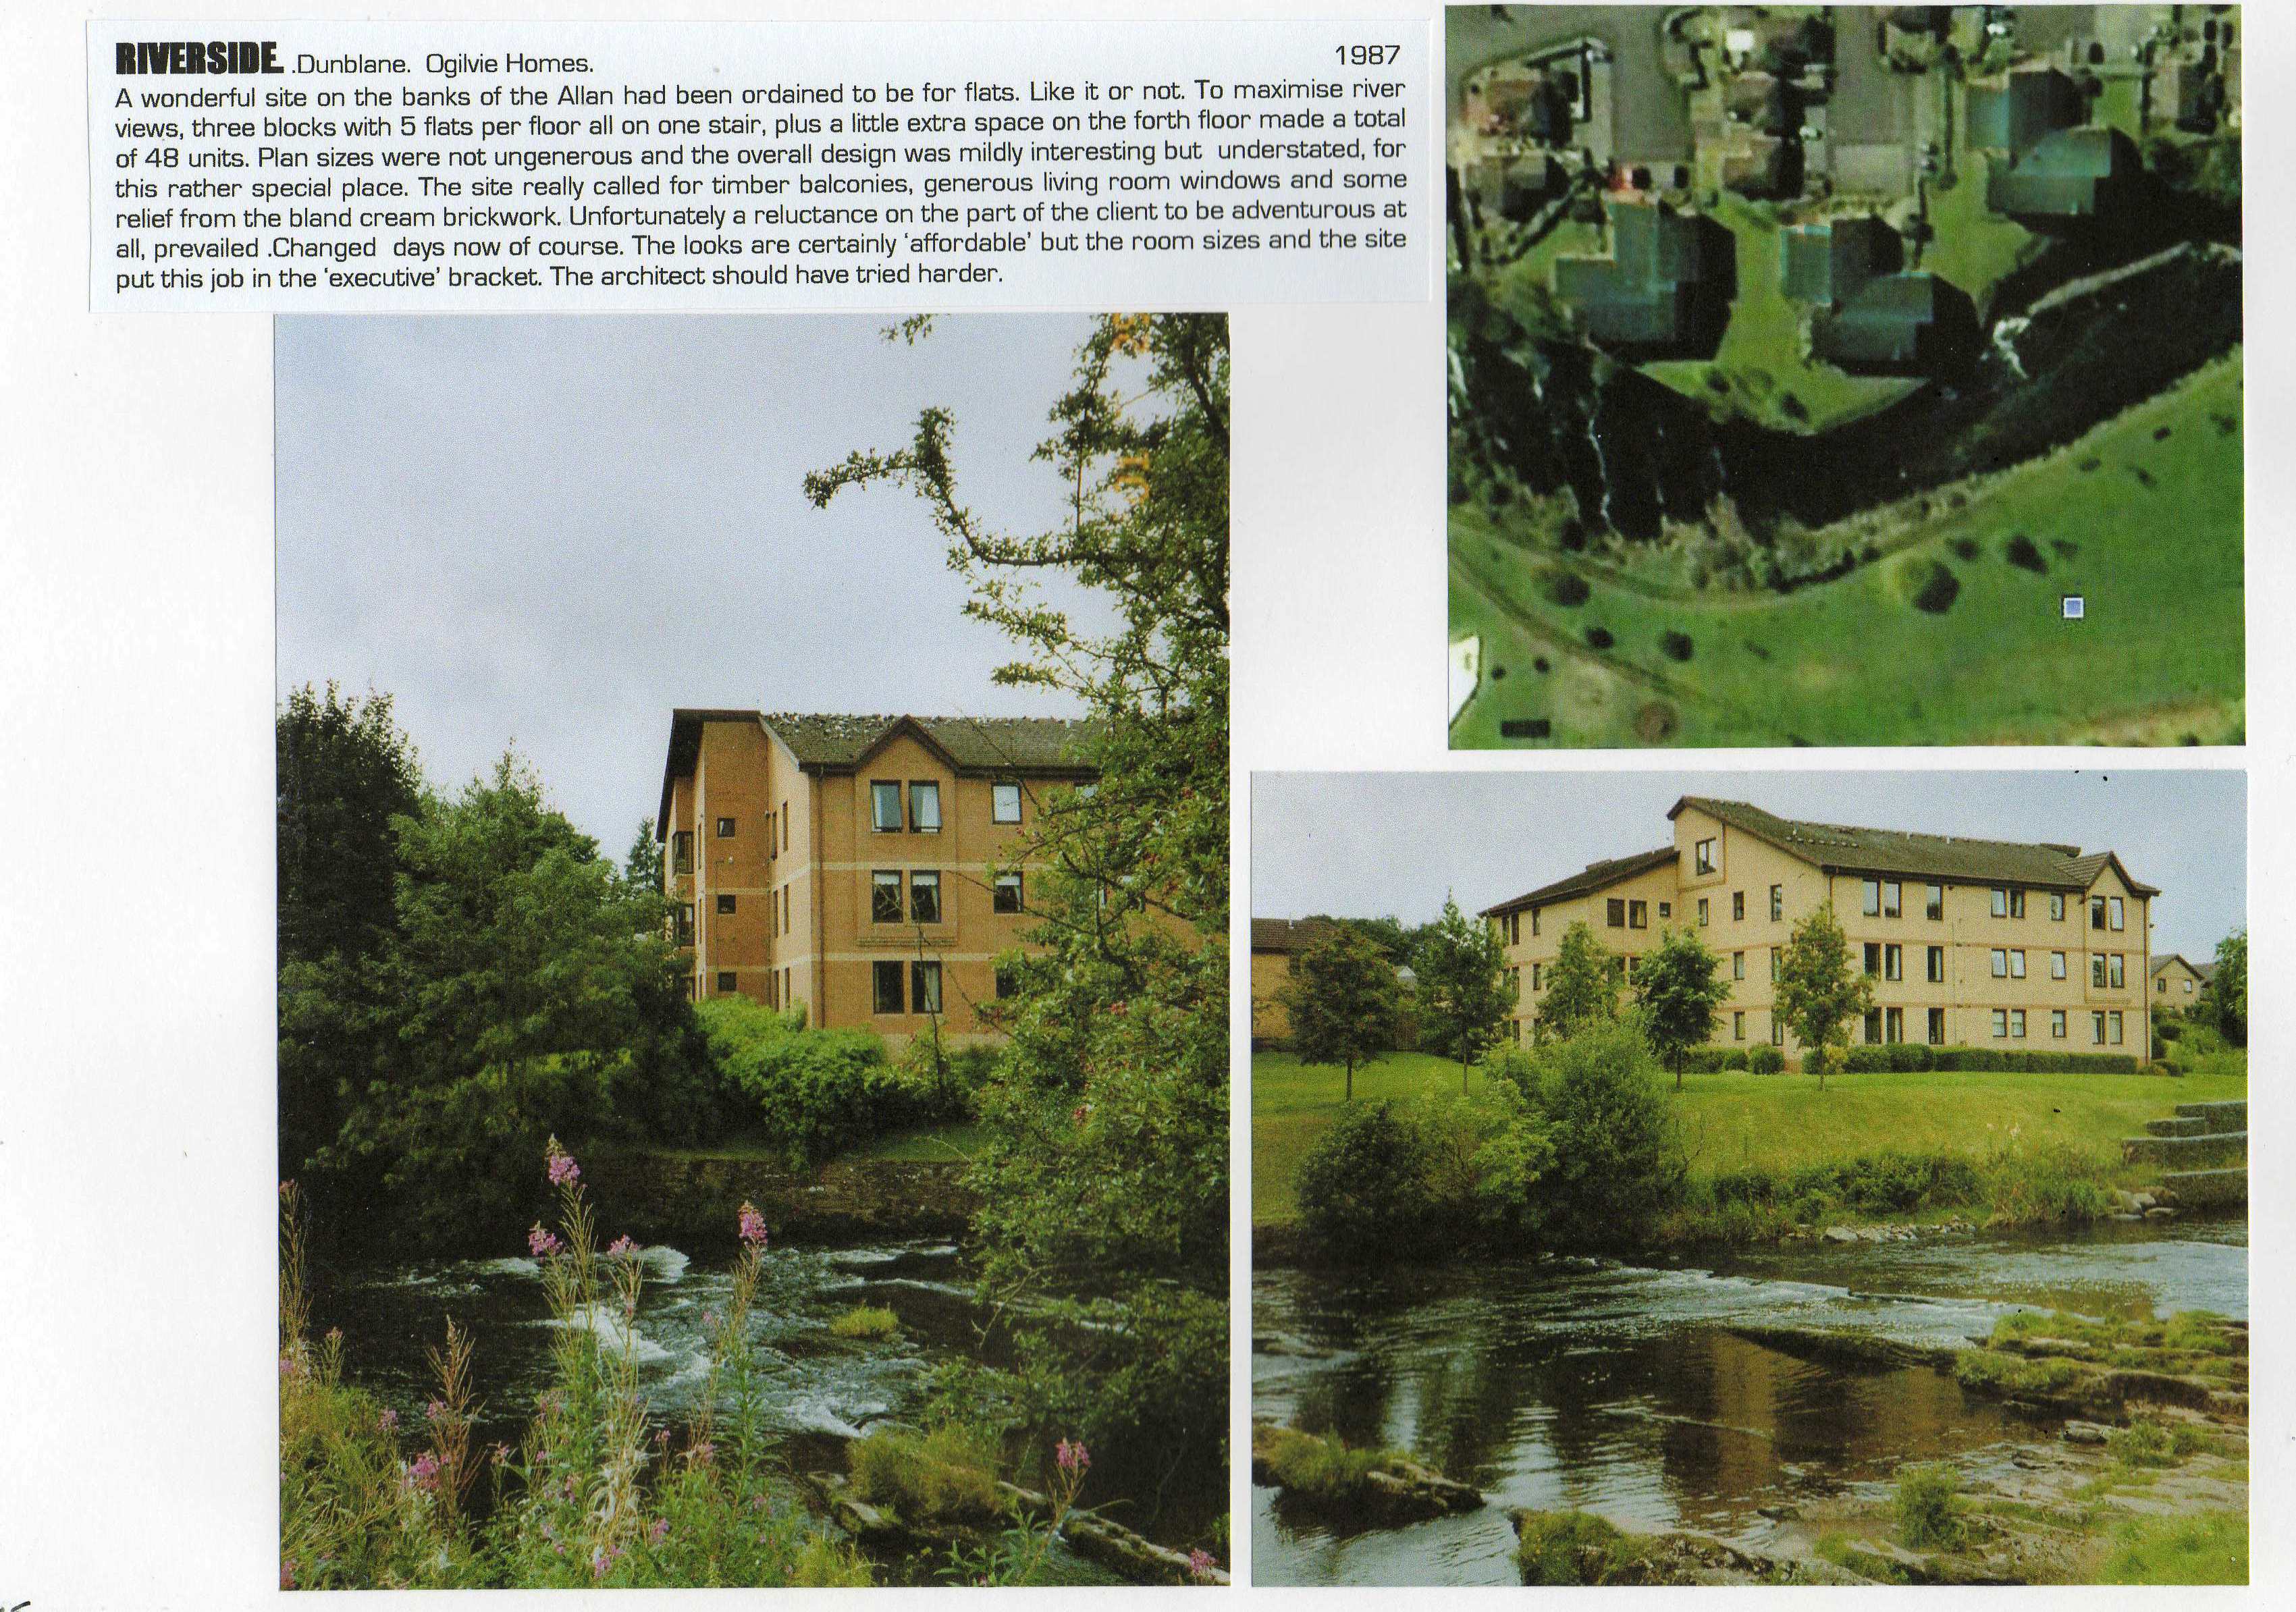 RIVERSIDE .Dunblane. Ogilvie Homes. 1987
A wonderful site on the banks of the Allan had been ordained to be for flats. Like it or not. To maximise river
views, three blocks with 5 flats per floor all on one stair, plus a little extra space on the forth floor made a total
of 48 units. Plan sizes were not ungenerous and the overall design was mildly interesting but understated, for
this rather special place. The site really called for timber balconies, generous living room windows and some
relief from the bland cream brickwork. Unfortunately a reluctance on the part of the client to be adventurous at
all, prevailed .Changed days now of course. The looks are certainly ‘affordable’ but the room sizes and the site
put this job in the ‘executive’ bracket. The architect should have tried harder.